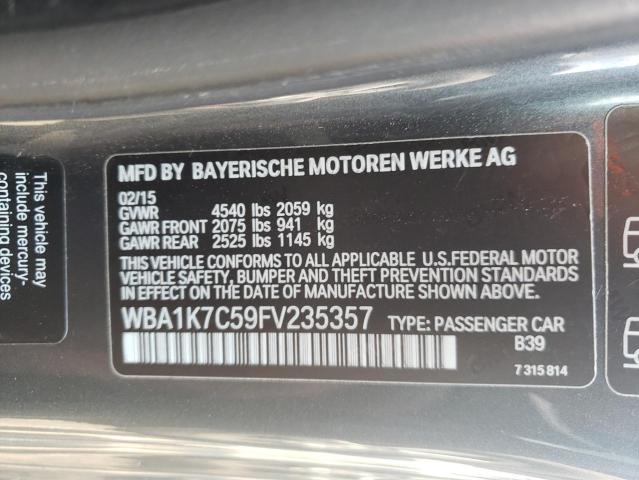 This vehicle may
include mercury-
containing devices
MFD BY BAYERISCHE MOTOREN WERKE AG
02/15
GVWR 4540 lbs 2059 kg
GAWR FRONT 2075 lbs 941 kg
GAWR REAR 2525 lbs 1145 kg
THIS VEHICLE CONFORMS TO ALL APPLICABLE U.S.FEDERAL MOTOR
VEHICLE SAFETY, BUMPER AND THEFT PREVENTION STANDARDS
IN EFFECT ON THE DATE OF MANUFACTURE SHOWN ABOVE.
WBA1K7C59FV235357 TYPE: PASSENGER CAR
B39
7 315 814